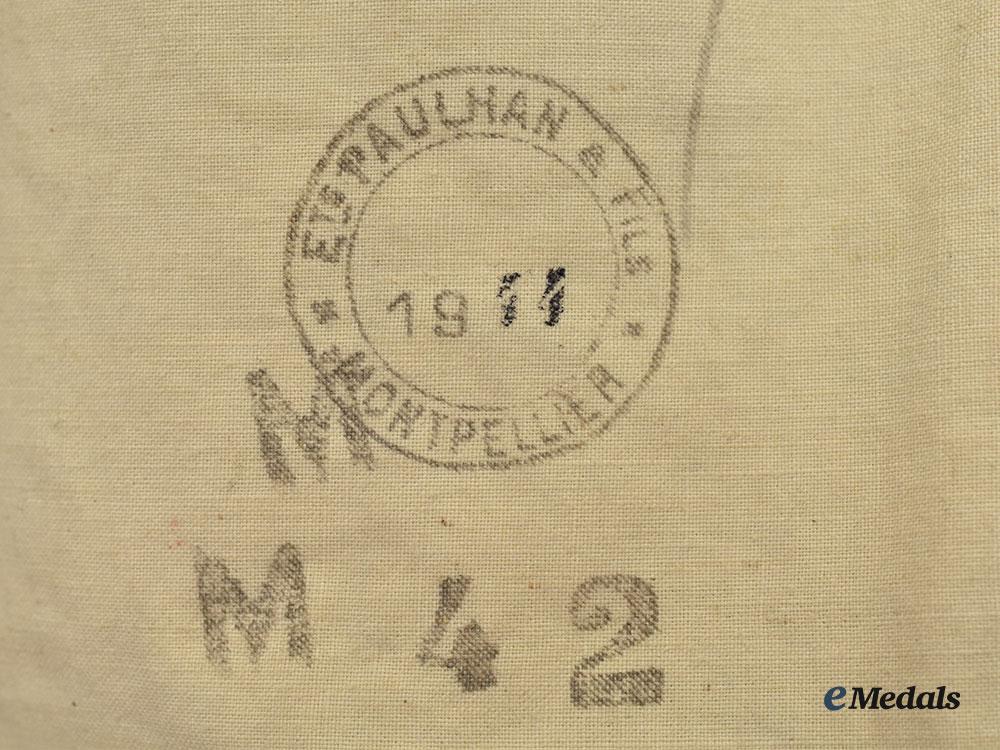 Ets PAULHAN & FILS
1911
MONTPELLIER
M
M 42
eMedals